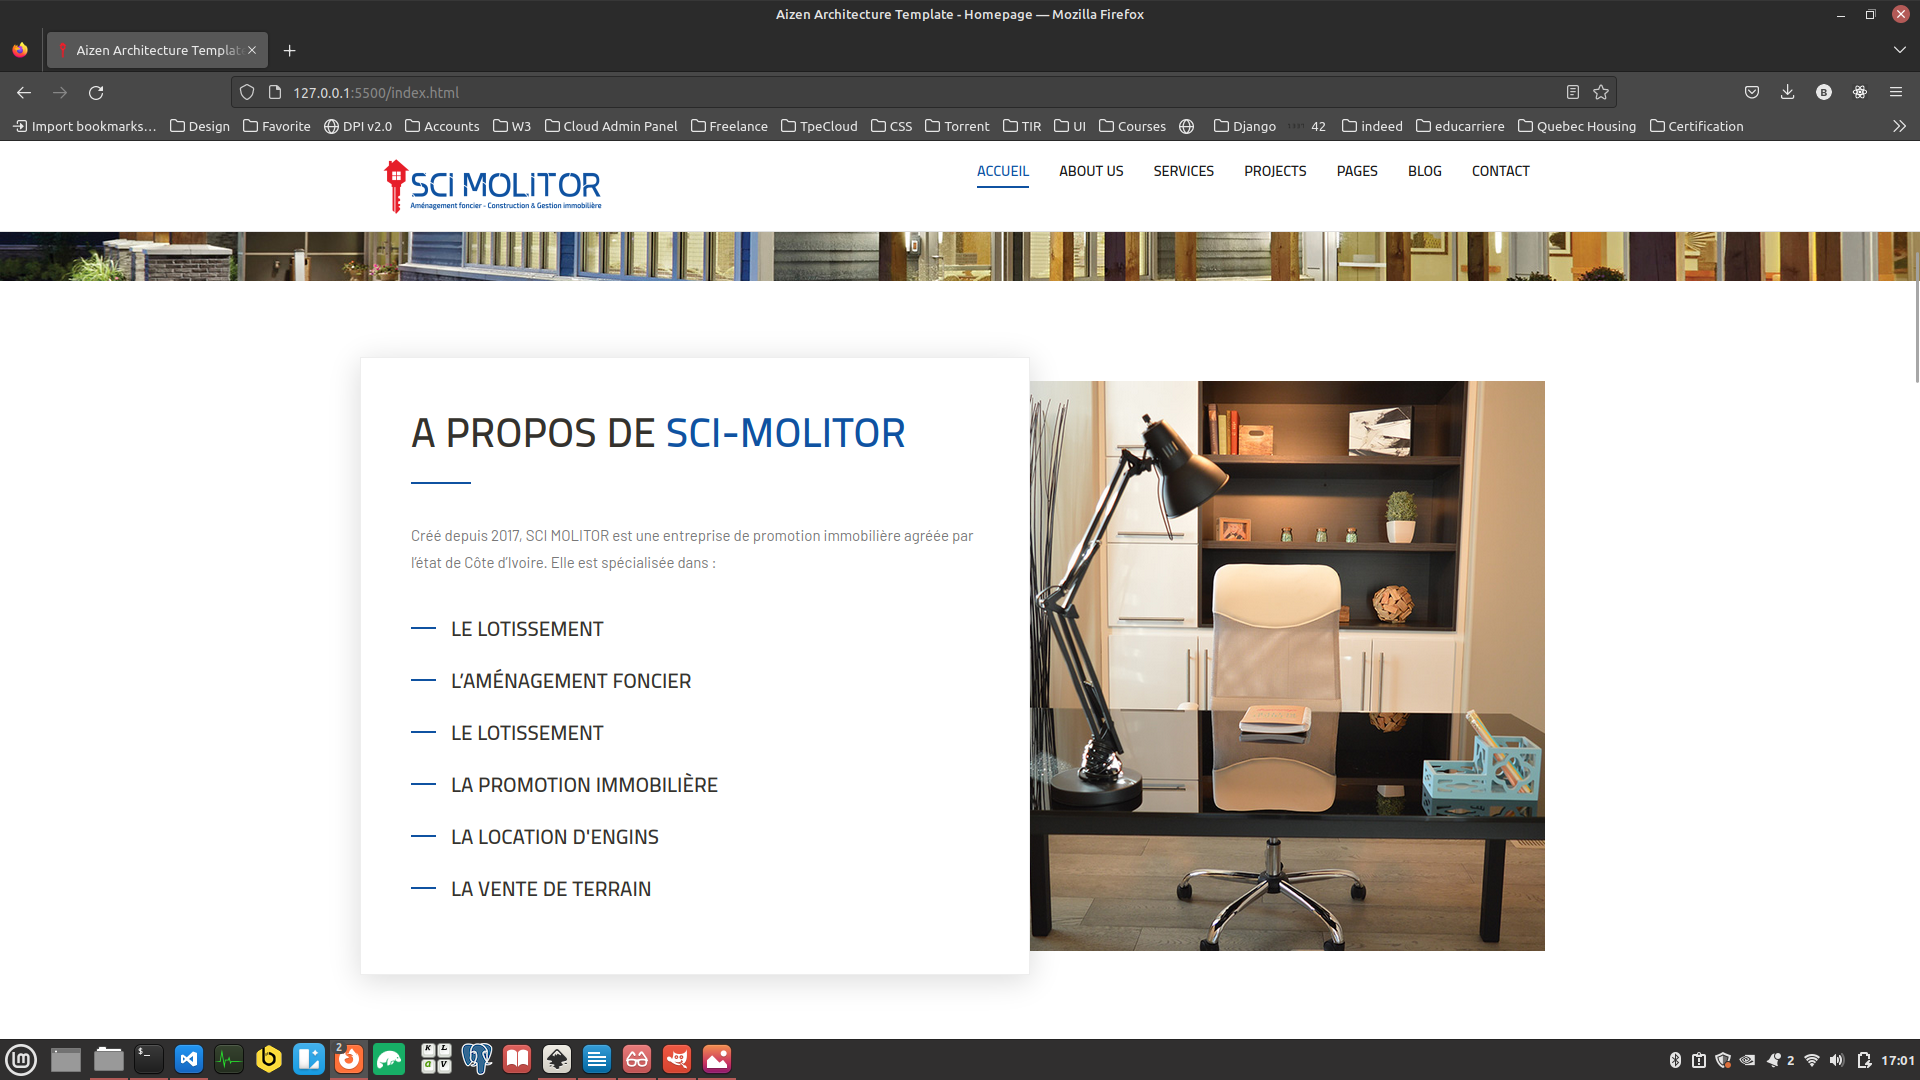 Aizen Architecture Template - Homepage — Mozilla Firefox
Aizen Architecture Templat
127.0.0.1:5500/index.html
B
Import bookmarks… Design Favorite DPI v2.0 Accounts W3 Cloud Admin Panel Freelance TpeCloud CSS Torrent TIR UI Courses Django 42 indeed educarriere Quebec Housing Certification
SCI MOLITOR
Aménagement foncier - Construction & Gestion immobilière
ACCUEIL ABOUT US SERVICES PROJECTS PAGES BLOG CONTACT
A PROPOS DE SCI-MOLITOR
Créé depuis 2017, SCI MOLITOR est une entreprise de promotion immobilière agréée par
l’état de Côte d’Ivoire. Elle est spécialisée dans :
LE LOTISSEMENT
L’AMÉNAGEMENT FONCIER
LE LOTISSEMENT
LA PROMOTION IMMOBILIÈRE
LA LOCATION D'ENGINS
LA VENTE DE TERRAIN
2
2 17:01